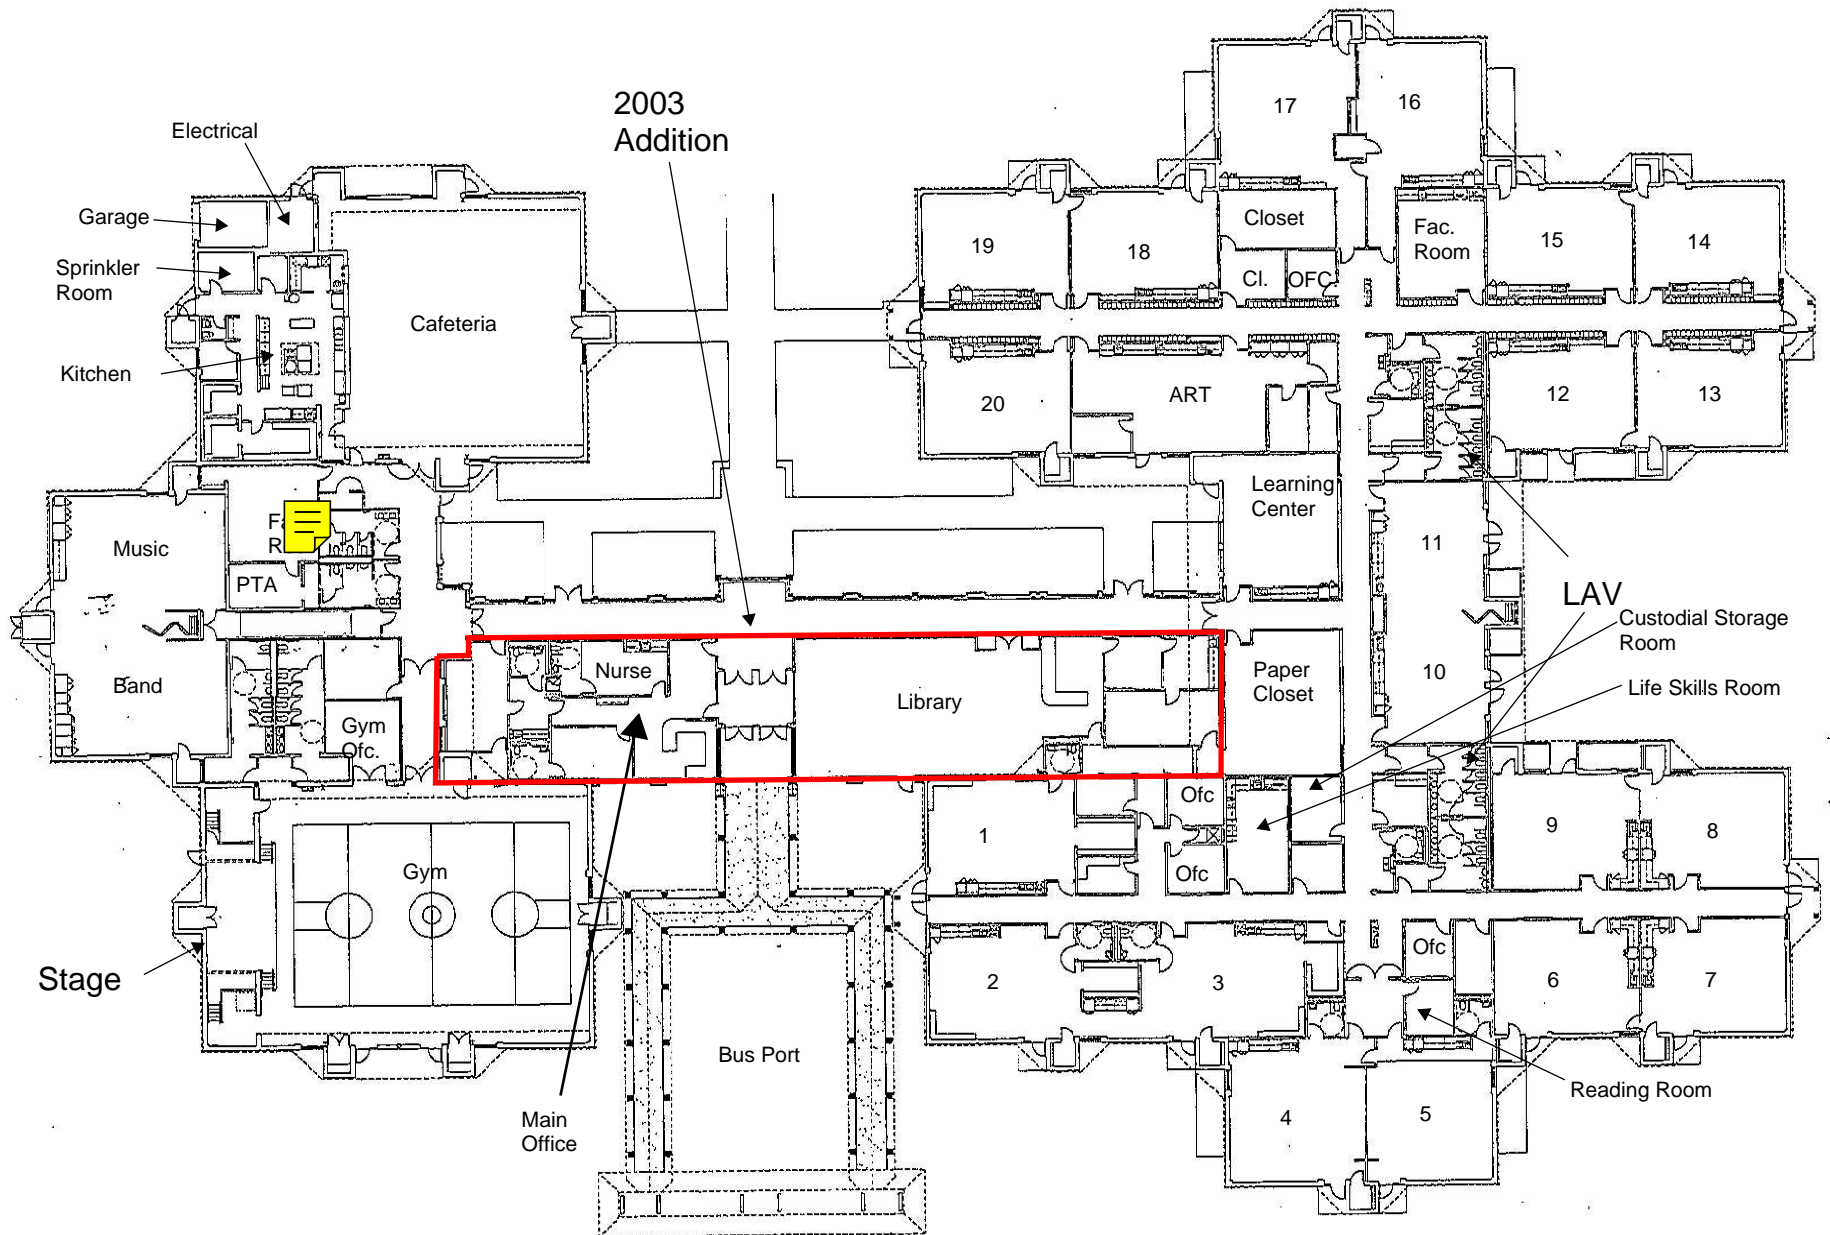 2003
Addition
Electrical
Garage
Sprinkler
Room
Kitchen
Cafeteria
17
16
Closet
Fac.
Room
15
14
19
18
Cl.
OFC
20
ART
12
13
Learning
Center
Music
PTA
11
LAV
Custodial Storage
Room
Band
Nurse
Library
Paper
Closet
10
Life Skills Room
Gym
Ofc.
Ofc
1
9
8
Gym
Ofc
Stage
2
3
Ofc
6
7
Bus Port
Main
Office
4
5
Reading Room